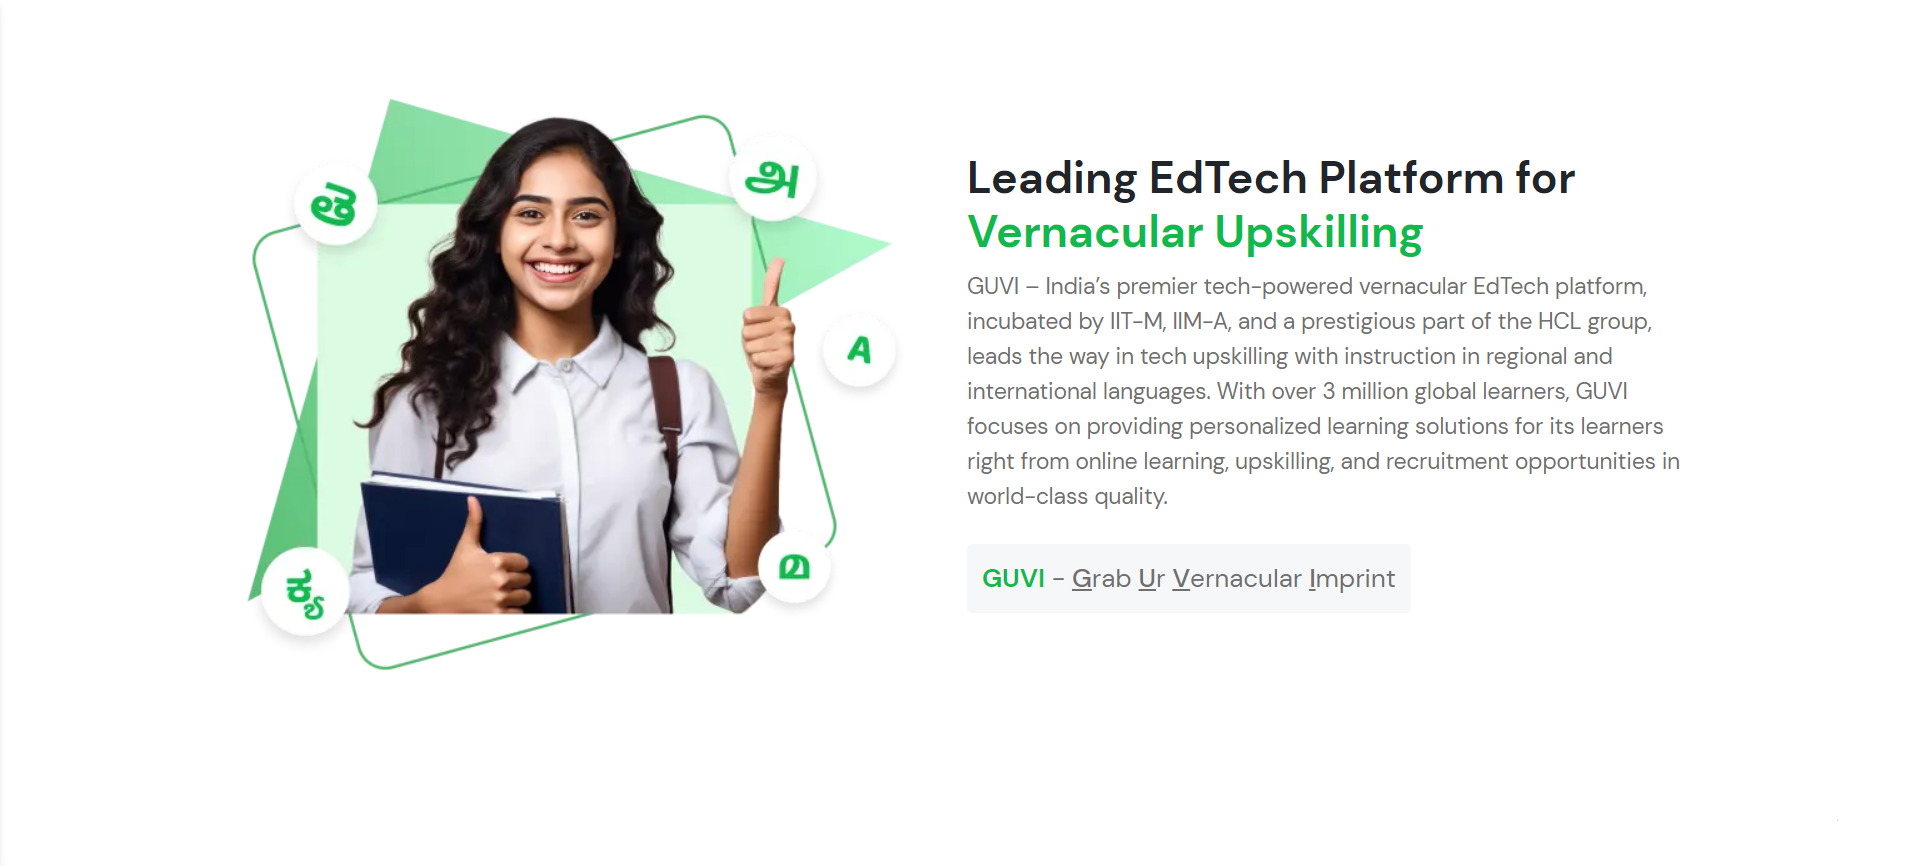 తె
அ
A
ക്യ
മ
Leading EdTech Platform for
Vernacular Upskilling
GUVI – India’s premier tech-powered vernacular EdTech platform,
incubated by IIT-M, IIM-A, and a prestigious part of the HCL group,
leads the way in tech upskilling with instruction in regional and
international languages. With over 3 million global learners, GUVI
focuses on providing personalized learning solutions for its learners
right from online learning, upskilling, and recruitment opportunities in
world-class quality.
GUVI - Grab Ur Vernacular Imprint